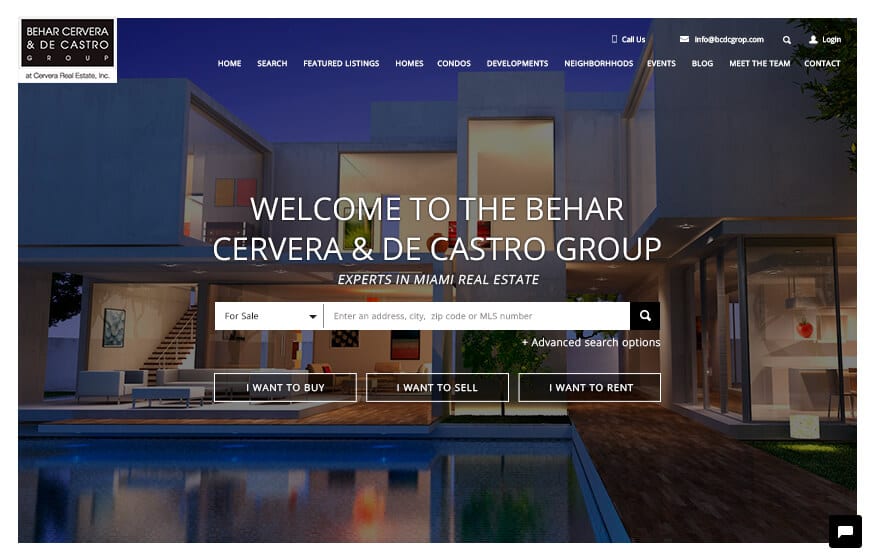 BEHAR CERVERA
& DE CASTRO
GROUP
at Cervera Real Estate, Inc.
Call Us
info@bcdcgrop.com
Login
HOME SEARCH FEATURED LISTINGS HOMES CONDOS DEVELOPMENTS NEIGHBORHHODS EVENTS BLOG MEET THE TEAM CONTACT
WELCOME TO THE BEHAR
CERVERA & DE CASTRO GROUP
EXPERTS IN MIAMI REAL ESTATE
For Sale
Enter an address, city, zip code or MLS number
+ Advanced search options
I WANT TO BUY
I WANT TO SELL
I WANT TO RENT